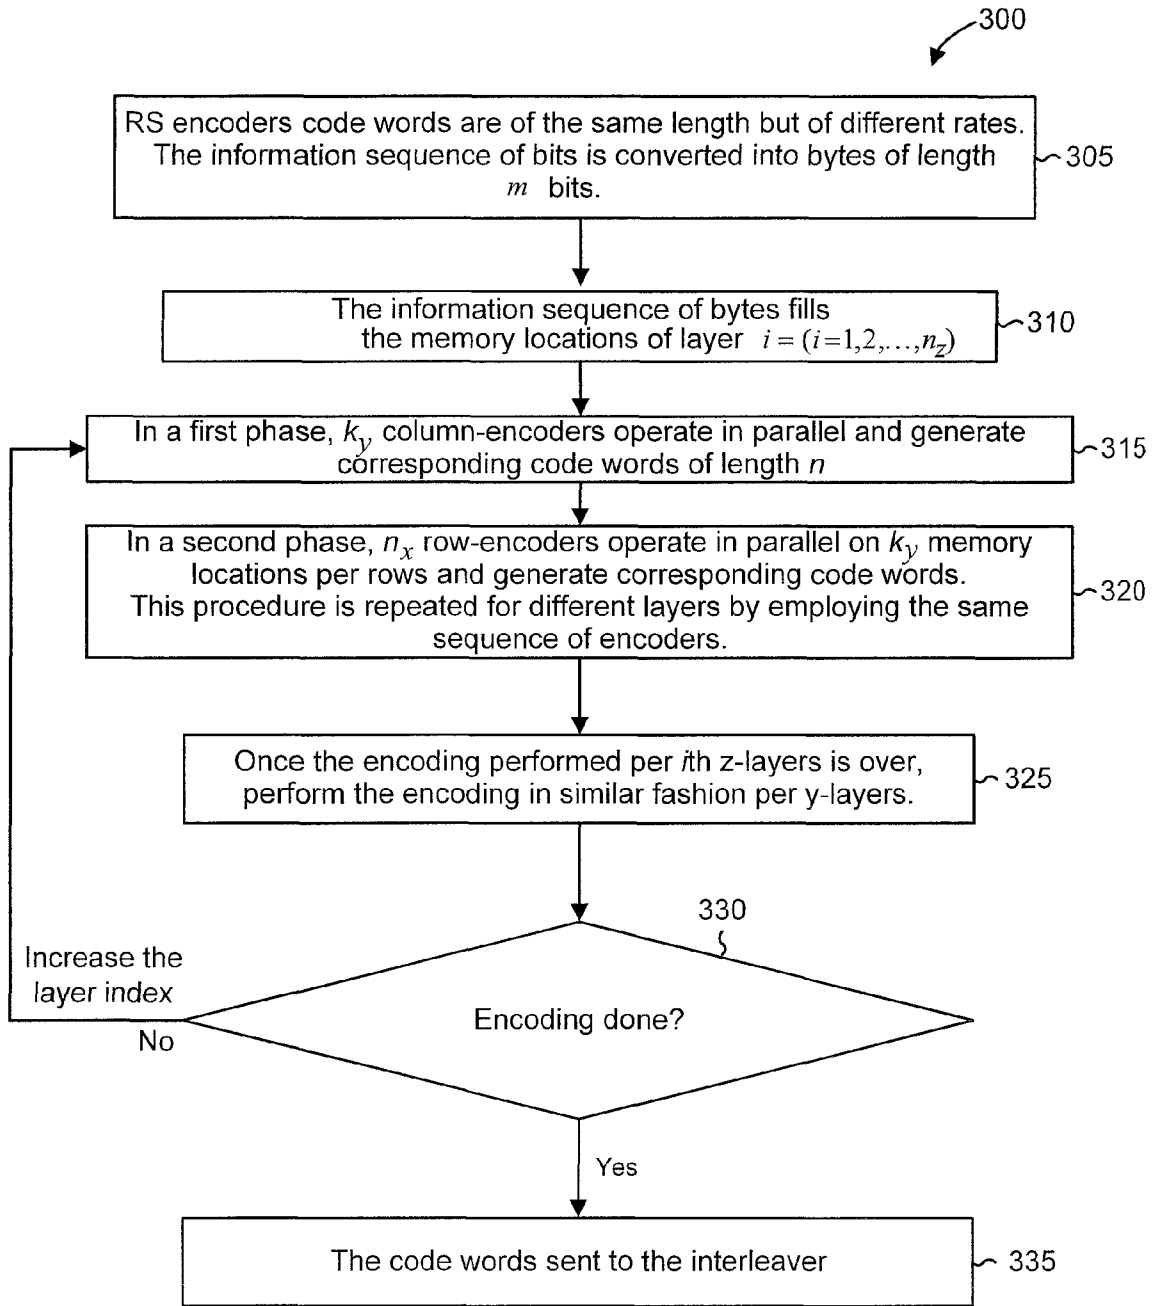 300
RS encoders code words are of the same length but of different rates.
The information sequence of bits is converted into bytes of length
m bits.
305
The information sequence of bytes fills
the memory locations of layer i = (i=1,2,...,n_z)
310
In a first phase, k_y column-encoders operate in parallel and generate
corresponding code words of length n
315
In a second phase, n_x row-encoders operate in parallel on k_y memory
locations per rows and generate corresponding code words.
This procedure is repeated for different layers by employing the same
sequence of encoders.
320
Once the encoding performed per ith z-layers is over,
perform the encoding in similar fashion per y-layers.
325
330
Increase the
layer index
No
Encoding done?
Yes
The code words sent to the interleaver
335